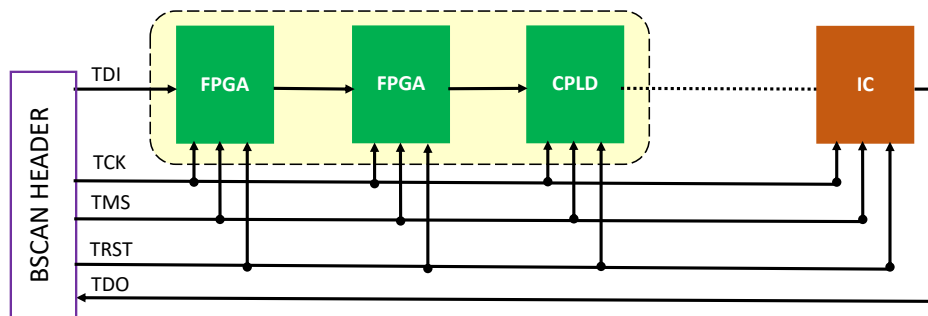 TDI
FPGA
FPGA
CPLD
IC
BSCAN HEADER
TCK
TMS
TRST
TDO